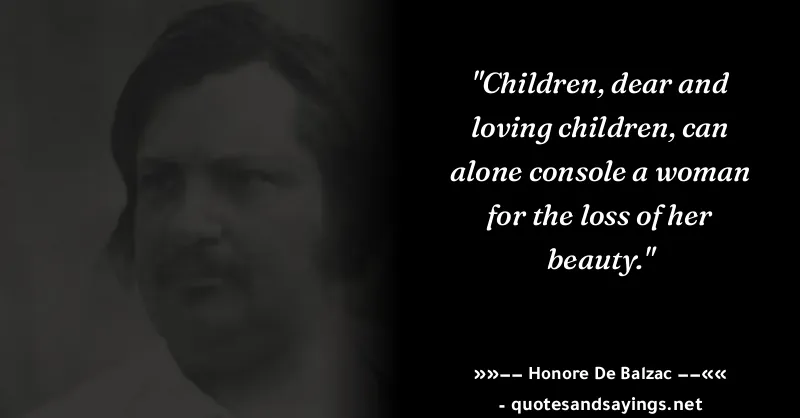 "Children, dear and
loving children, can
alone console a woman
for the loss of her
beauty."
»»−− Honore De Balzac −−««
- quotesandsayings.net